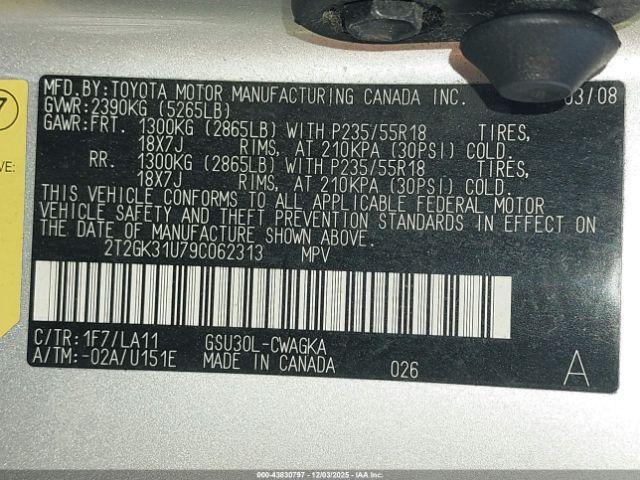 MFD.BY:TOYOTA MOTOR MANUFACTURING CANADA INC. 03/08
GVWR:2390KG (5265LB)
GAWR:FRT. 1300KG (2865LB) WITH P235/55R18 TIRES,
18X7J RIMS, AT 210KPA (30PSI) COLD.
RR. 1300KG (2865LB) WITH P235/55R18 TIRES,
18X7J RIMS, AT 210KPA (30PSI) COLD.
THIS VEHICLE CONFORMS TO ALL APPLICABLE FEDERAL MOTOR
VEHICLE SAFETY AND THEFT PREVENTION STANDARDS IN EFFECT ON
THE DATE OF MANUFACTURE SHOWN ABOVE.
2T2GK31U79C062313 MPV
C/TR:1F7/LA11 GSU30L-CWAGKA
A/TM:-02A/U151E MADE IN CANADA 026 A
7
VE:
000-43830797 - 12/03/2025 - IAA Inc.